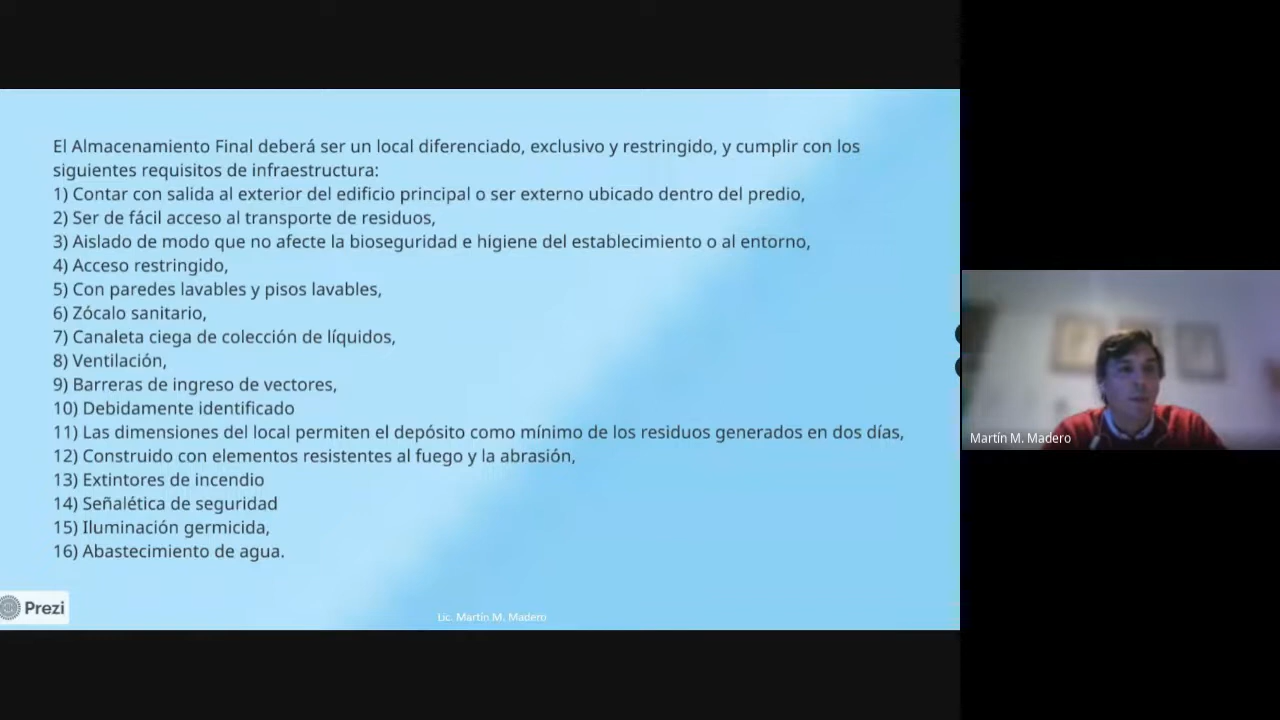 El Almacenamiento Final deberá ser un local diferenciado, exclusivo y restringido, y cumplir con los
siguientes requisitos de infraestructura:
1) Contar con salida al exterior del edificio principal o ser externo ubicado dentro del predio,
2) Ser de fácil acceso al transporte de residuos,
3) Aislado de modo que no afecte la bioseguridad e higiene del establecimiento o al entorno,
4) Acceso restringido,
5) Con paredes lavables y pisos lavables,
6) Zócalo sanitario,
7) Canaleta ciega de colección de líquidos,
8) Ventilación,
9) Barreras de ingreso de vectores,
10) Debidamente identificado
11) Las dimensiones del local permiten el depósito como mínimo de los residuos generados en dos días,
12) Construido con elementos resistentes al fuego y la abrasión,
13) Extintores de incendio
14) Señalética de seguridad
15) Iluminación germicida,
16) Abastecimiento de agua.
Prezi
Lic. Martín M. Madero
Martín M. Madero